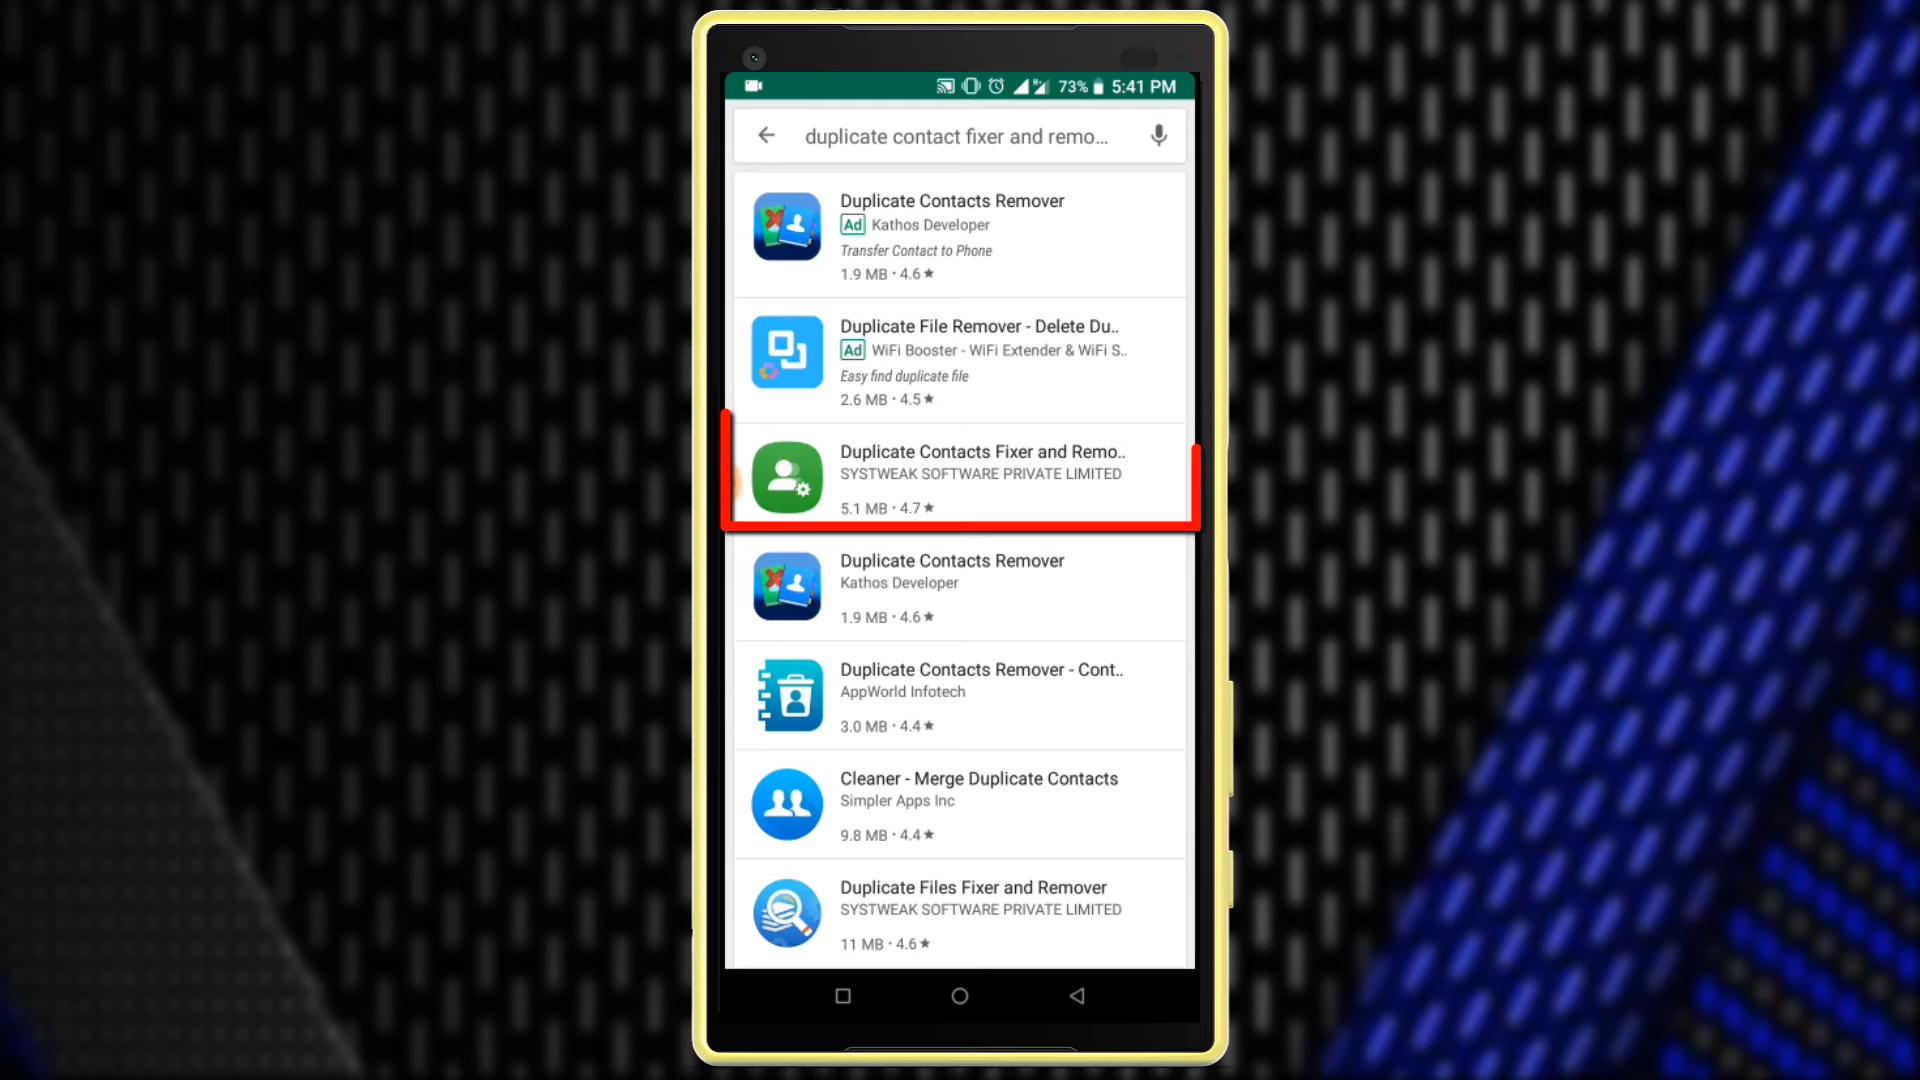 73% 5:41 PM
duplicate contact fixer and remo...
Duplicate Contacts Remover
Ad Kathos Developer
Transfer Contact to Phone
1.9 MB · 4.6★
Duplicate File Remover - Delete Du..
Ad WiFi Booster - WiFi Extender & WiFi S..
Easy find duplicate file
2.6 MB · 4.5★
Duplicate Contacts Fixer and Remo..
SYSTWEAK SOFTWARE PRIVATE LIMITED
5.1 MB · 4.7★
Duplicate Contacts Remover
Kathos Developer
1.9 MB · 4.6★
Duplicate Contacts Remover - Cont..
AppWorld Infotech
3.0 MB · 4.4★
Cleaner - Merge Duplicate Contacts
Simpler Apps Inc
9.8 MB · 4.4★
Duplicate Files Fixer and Remover
SYSTWEAK SOFTWARE PRIVATE LIMITED
11 MB · 4.6★